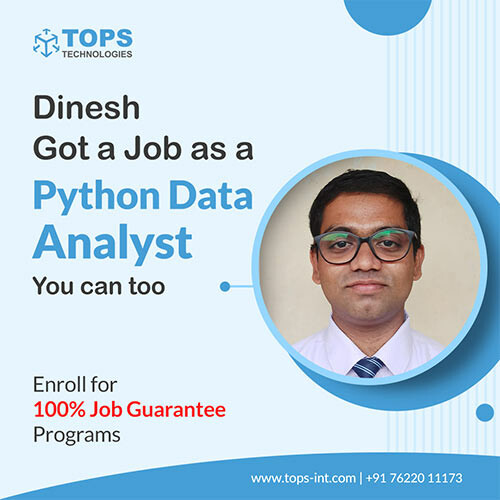 TOPS
TECHNOLOGIES
Dinesh
Got a Job as a
Python Data
Analyst
You can too
Enroll for
100% Job Guarantee
Programs
www.tops-int.com | +91 76220 11173